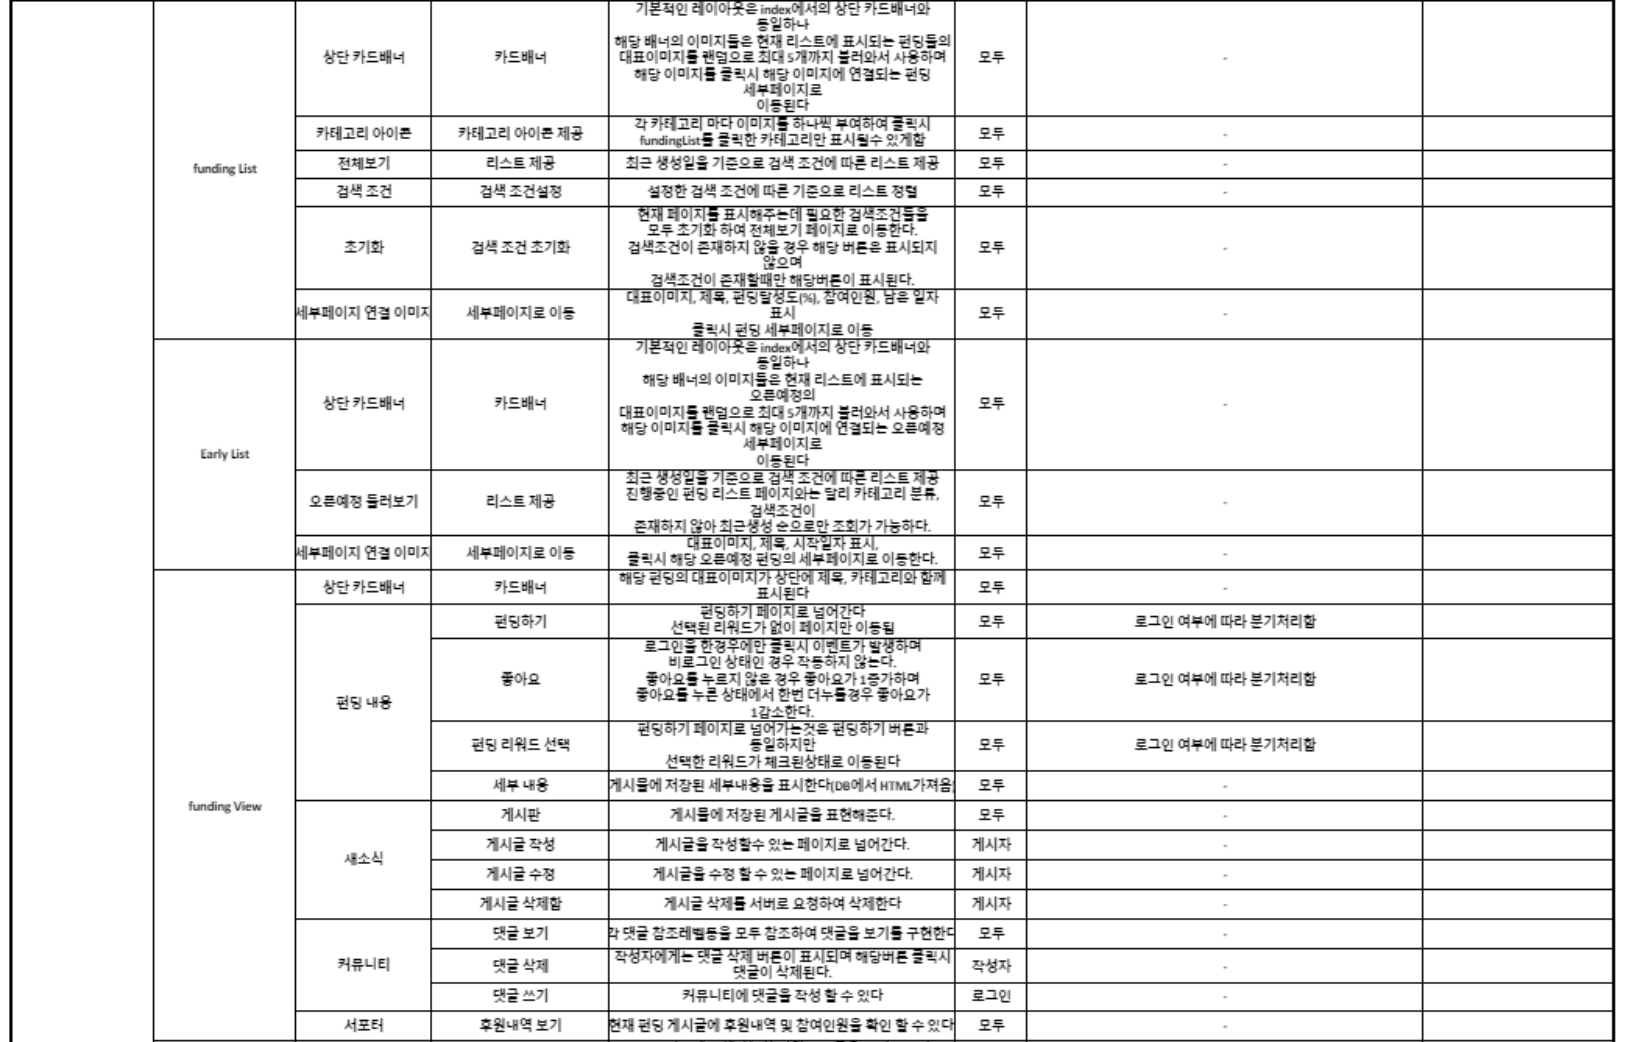 funding List
상단 카드배너
카드배너
기본적인 레이아웃은 index에서의 상단 카드배너와
동일하나
해당 배너의 이미지들은 현재 리스트에 표시되는 펀딩들의
대표이미지를 랜덤으로 최대 5개까지 불러와서 사용하며
해당 이미지를 클릭시 해당 이미지에 연결되는 펀딩
세부페이지로
이동된다
모두
-
카테고리 아이콘
카테고리 아이콘 제공
각 카테고리 마다 이미지를 하나씩 부여하여 클릭시
fundingList를 클릭한 카테고리만 표시될수 있게함
모두
-
전체보기
리스트 제공
최근 생성일을 기준으로 검색 조건에 따른 리스트 제공
모두
-
검색 조건
검색 조건설정
설정한 검색 조건에 따른 기준으로 리스트 정렬
모두
-
초기화
검색 조건 초기화
현재 페이지를 표시해주는데 필요한 검색조건들을
모두 초기화 하여 전체보기 페이지로 이동한다.
검색조건이 존재하지 않을 경우 해당 버튼은 표시되지
않으며
검색조건이 존재할때만 해당버튼이 표시된다.
모두
-
세부페이지 연결 이미지
세부페이지로 이동
대표이미지, 제목, 펀딩달성도(%), 참여인원, 남은 일자
표시
클릭시 펀딩 세부페이지로 이동
모두
-
Early List
상단 카드배너
카드배너
기본적인 레이아웃은 index에서의 상단 카드배너와
동일하나
해당 배너의 이미지들은 현재 리스트에 표시되는
오픈예정의
대표이미지를 랜덤으로 최대 5개까지 불러와서 사용하며
해당 이미지를 클릭시 해당 이미지에 연결되는 오픈예정
세부페이지로
이동된다
모두
-
오픈예정 둘러보기
리스트 제공
최근 생성일을 기준으로 검색 조건에 따른 리스트 제공
진행중인 펀딩 리스트 페이지와는 달리 카테고리 분류,
검색조건이
존재하지 않아 최근생성 순으로만 조회가 가능하다.
모두
-
세부페이지 연결 이미지
세부페이지로 이동
대표이미지, 제목, 시작일자 표시,
클릭시 해당 오픈예정 펀딩의 세부페이지로 이동한다.
모두
-
funding View
상단 카드배너
카드배너
해당 펀딩의 대표이미지가 상단에 제목, 카테고리와 함께
표시된다
모두
-
펀딩 내용
펀딩하기
펀딩하기 페이지로 넘어간다
선택된 리워드가 없이 페이지만 이동됨
모두
로그인 여부에 따라 분기처리함
좋아요
로그인을 한경우에만 클릭시 이벤트가 발생하며
비로그인 상태인 경우 작동하지 않는다.
좋아요를 누르지 않은 경우 좋아요가 1증가하며
좋아요를 누른 상태에서 한번 더누를경우 좋아요가
1감소한다.
모두
로그인 여부에 따라 분기처리함
펀딩 리워드 선택
펀딩하기 페이지로 넘어가는것은 펀딩하기 버튼과
동일하지만
선택한 리워드가 체크된상태로 이동된다
모두
로그인 여부에 따라 분기처리함
세부 내용
게시물에 저장된 세부내용을 표시한다(DB에서 HTML가져옴)
모두
-
새소식
게시판
게시물에 저장된 게시글을 표현해준다.
모두
-
게시글 작성
게시글을 작성할수 있는 페이지로 넘어간다.
게시자
-
게시글 수정
게시글을 수정 할 수 있는 페이지로 넘어간다.
게시자
-
게시글 삭제함
게시글 삭제를 서버로 요청하여 삭제한다
게시자
-
커뮤니티
댓글 보기
각 댓글 참조레벨등을 모두 참조하여 댓글을 보기를 구현한다
모두
-
댓글 삭제
작성자에게는 댓글 삭제 버튼이 표시되며 해당버튼 클릭시
댓글이 삭제된다.
작성자
-
댓글 쓰기
커뮤니티에 댓글을 작성 할 수 있다
로그인
-
서포터
후원내역 보기
현재 펀딩 게시글에 후원내역 및 참여인원을 확인 할 수 있다
모두
-